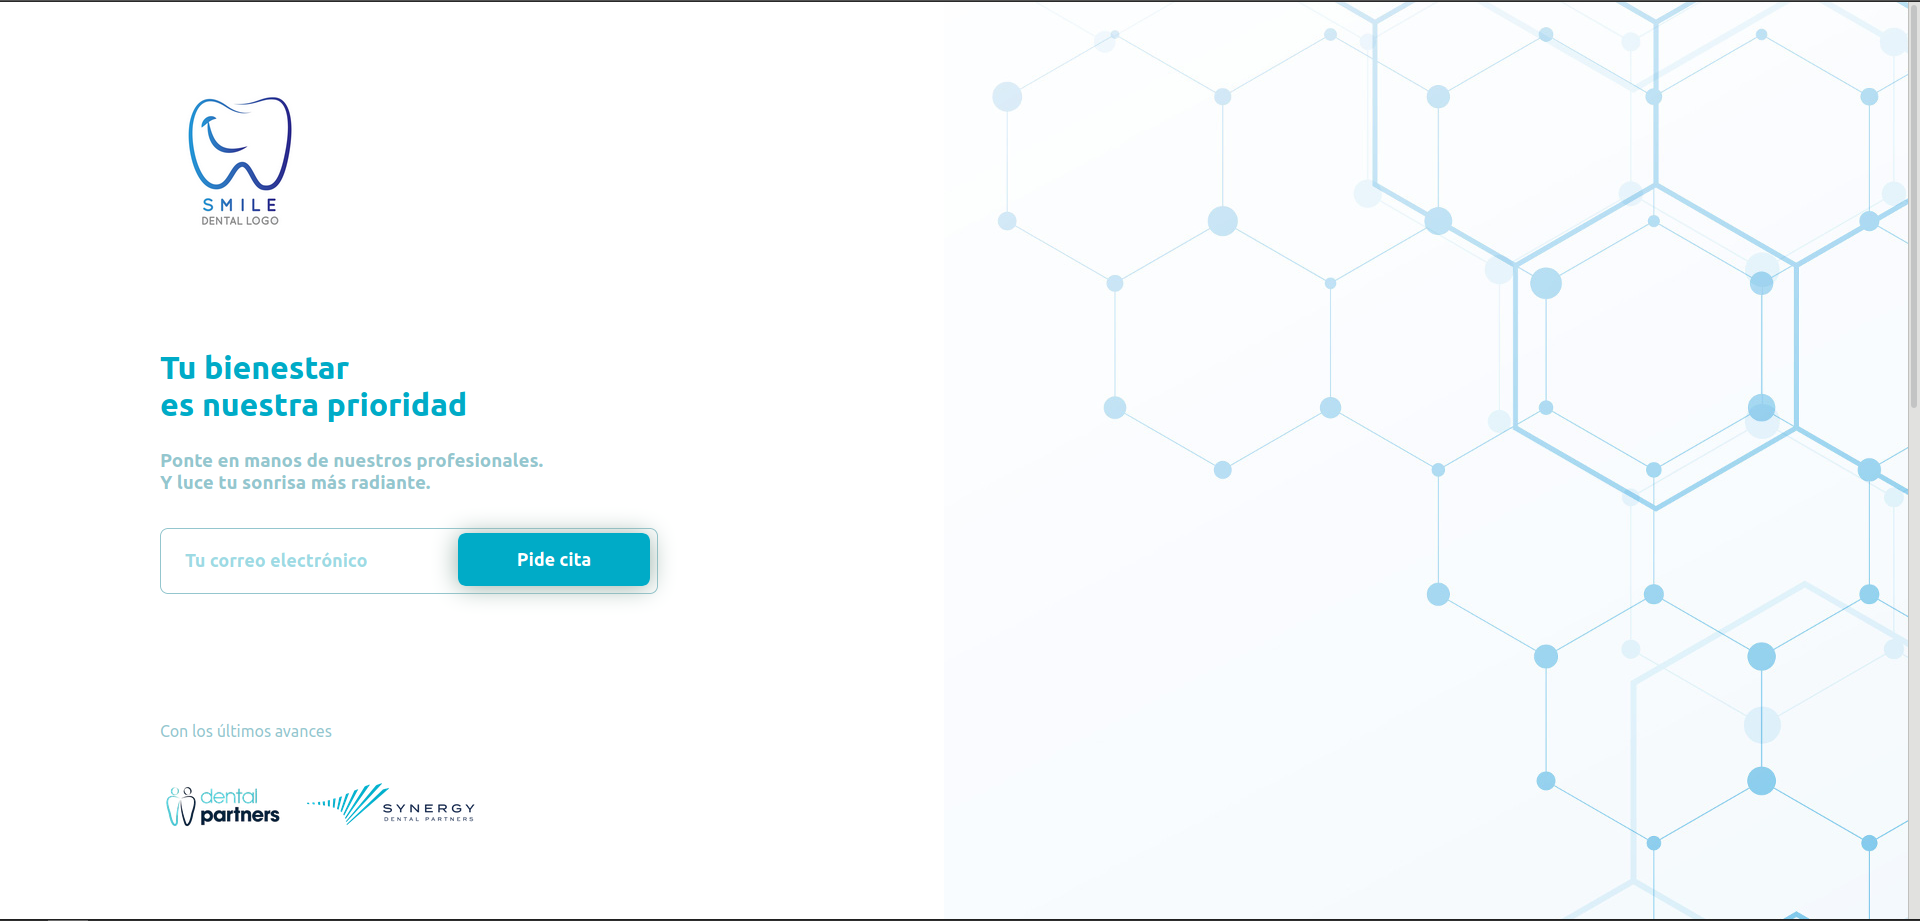 SMILE
DENTAL LOGO
Tu bienestar
es nuestra prioridad
Ponte en manos de nuestros profesionales.
Y luce tu sonrisa más radiante.
Tu correo electrónico
Pide cita
Con los últimos avances
dental
partners
SYNERGY
DENTAL PARTNERS